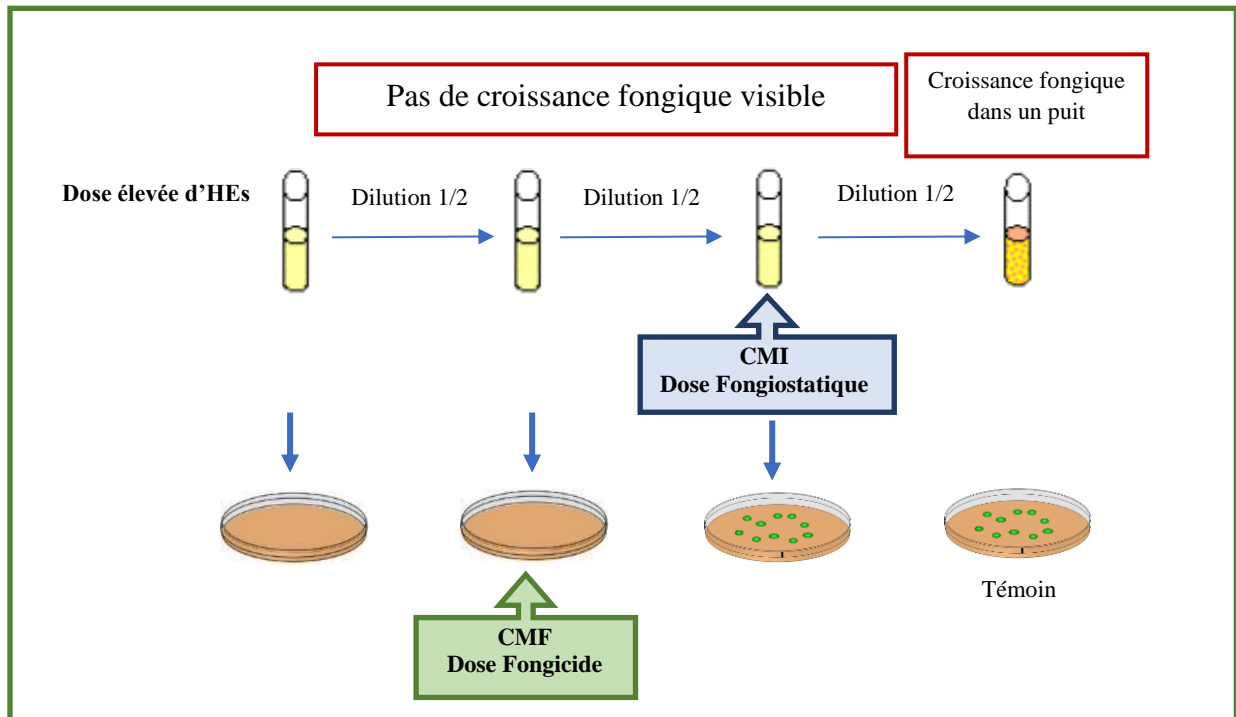 Pas de croissance fongique visible
Croissance fongique
dans un puit
Dose élevée d'HEs
Dilution 1/2
Dilution 1/2
Dilution 1/2
CMI
Dose Fongiostatique
Témoin
CMF
Dose Fongicide